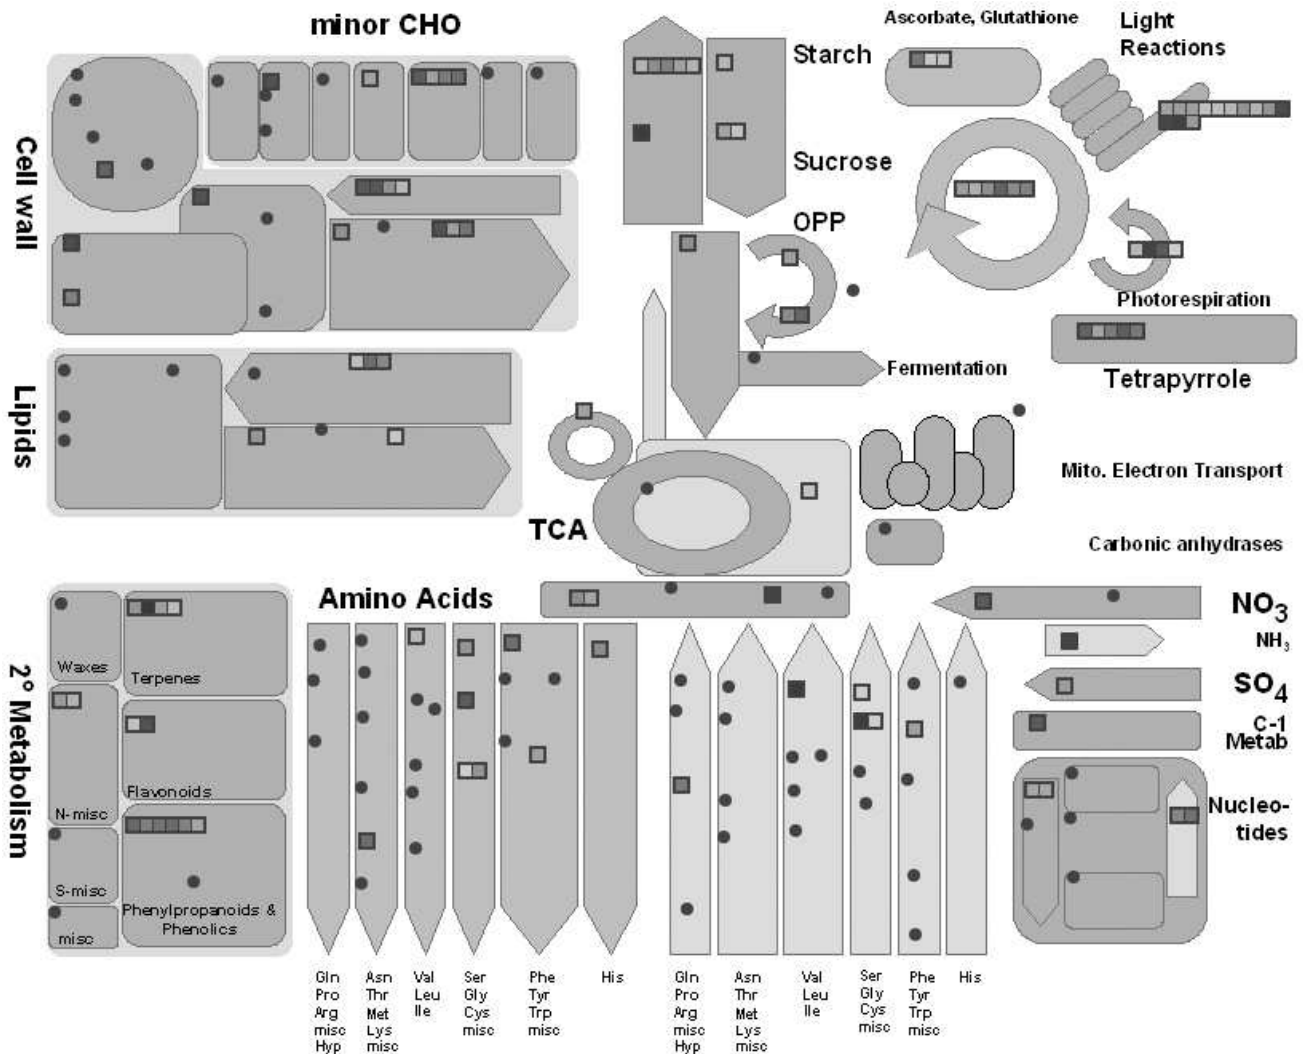 minor CHO
Ascorbate, Glutathione
Light
Reactions
Starch
Cell wall
Sucrose
OPP
Photorespiration
Fermentation
Tetrapyrrole
Lipids
Mito. Electron Transport
TCA
Carbonic anhydrases
Amino Acids
NO3
NH3
2° Metabolism
Waxes
Terpenes
SO4
C-1
Metab
Flavonoids
N-misc
Nucleo-
tides
S-misc
Phenylpropanoids &
Phenolics
misc
Gln
Pro
Arg
misc
Hyp
Asn
Thr
Met
Lys
misc
Val
Leu
Ile
Ser
Gly
Cys
misc
Phe
Tyr
Trp
misc
His
Gln
Pro
Arg
misc
Hyp
Asn
Thr
Met
Lys
misc
Val
Leu
Ile
Ser
Gly
Cys
misc
Phe
Tyr
Trp
misc
His